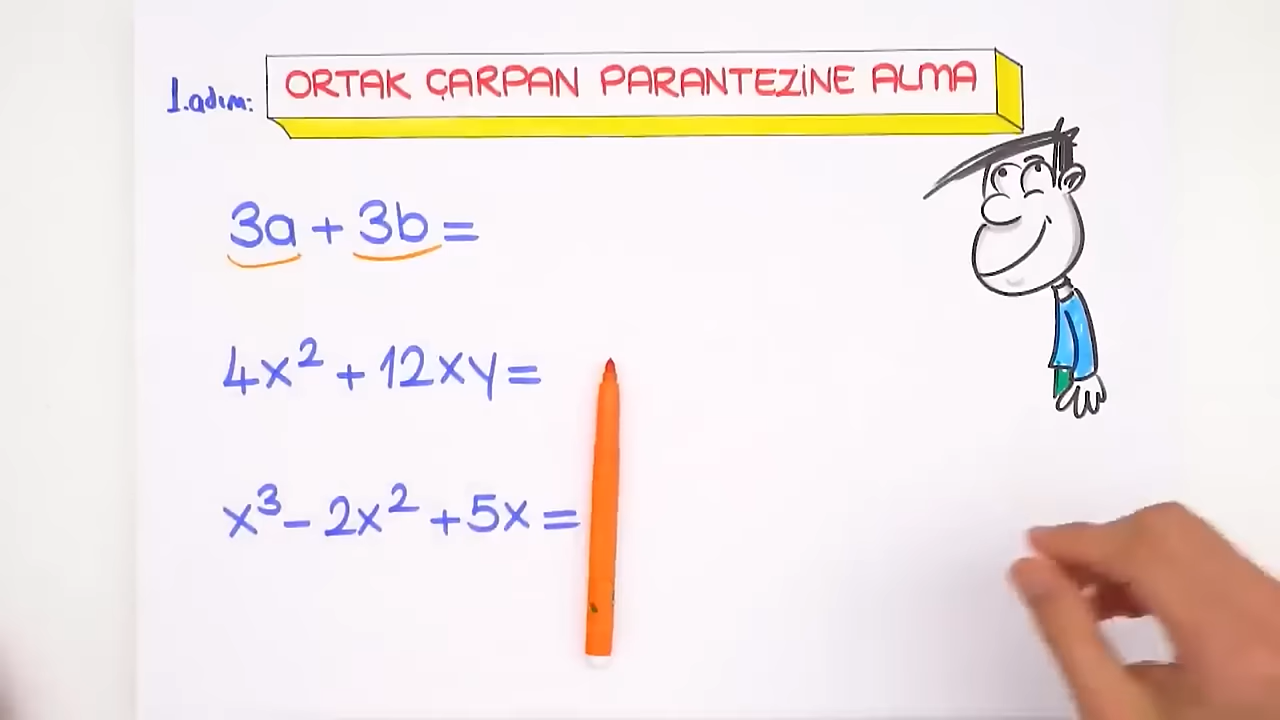 1.adım: ORTAK ÇARPAN PARANTEZİNE ALMA
3a + 3b =
4x² + 12xy =
x³ - 2x² + 5x =